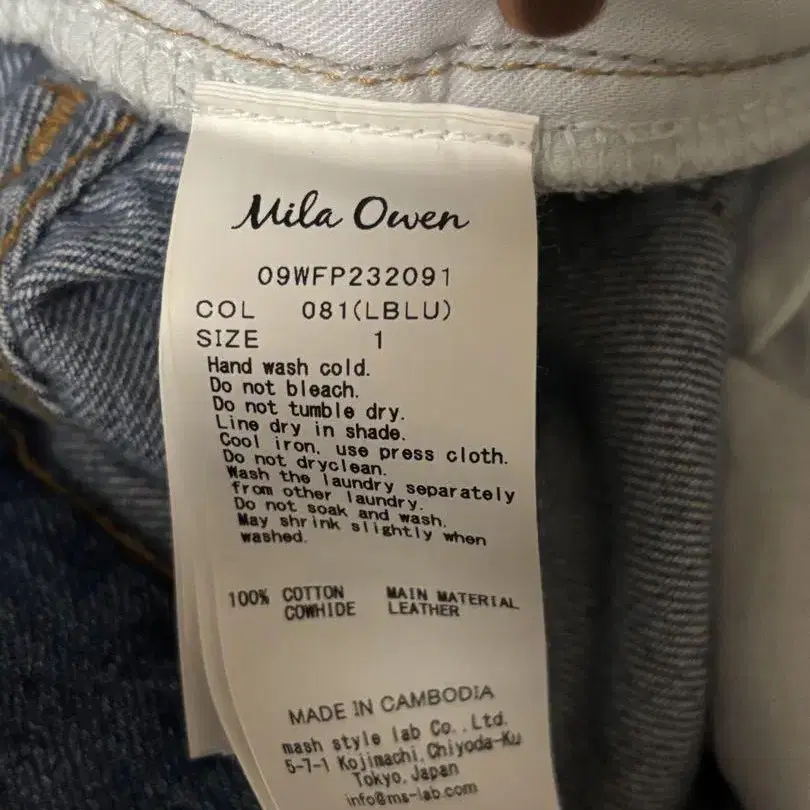 Mila Owen
09WFP232091
COL 081(LBLU)
SIZE 1
Hand wash cold.
Do not bleach.
Do not tumble dry.
Line dry in shade.
Cool iron, use press cloth.
Do not dryclean.
Wash the laundry separately
from other laundry.
Do not soak and wash.
May shrink slightly when
washed.
100% COTTON MAIN MATERIAL
COWHIDE LEATHER
MADE IN CAMBODIA
mash style lab Co.,Ltd.
5-7-1 Kojimachi,Chiyoda-Ku
Tokyo,Japan
info@ms-lab.com